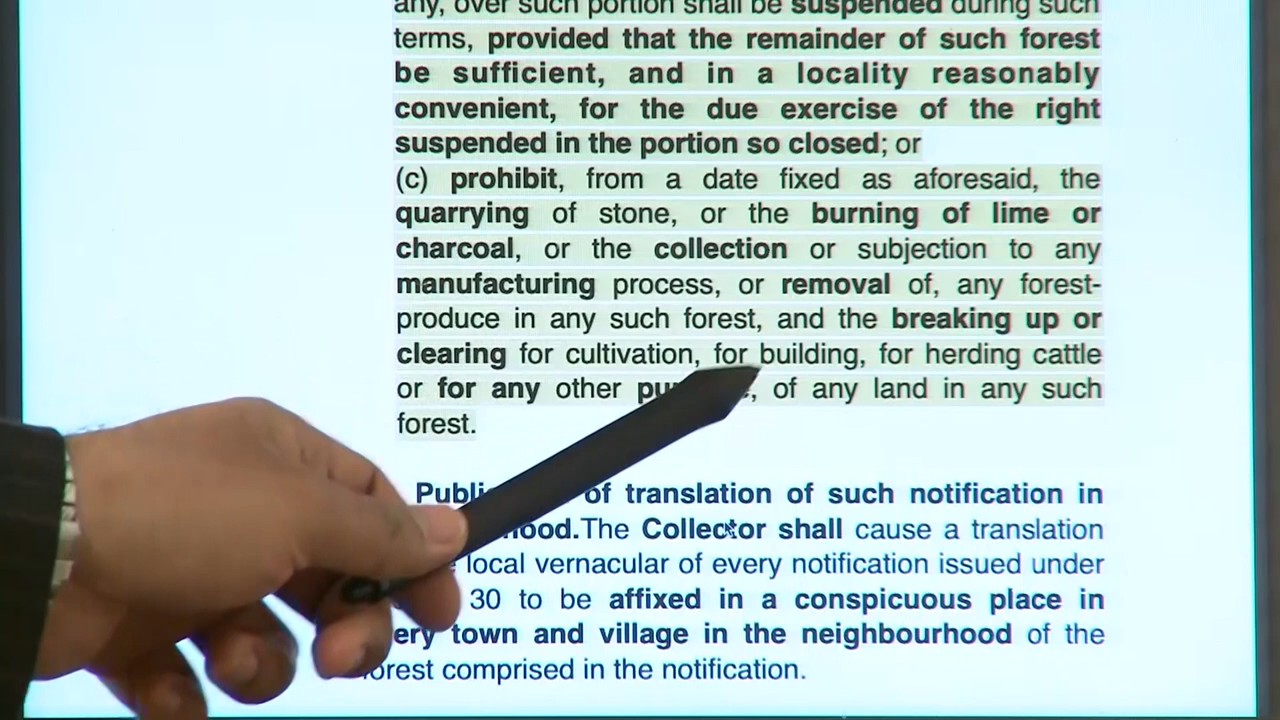 any, over such portion shall be suspended during such
terms, provided that the remainder of such forest
be sufficient, and in a locality reasonably
convenient, for the due exercise of the right
suspended in the portion so closed; or
(c) prohibit, from a date fixed as aforesaid, the
quarrying of stone, or the burning of lime or
charcoal, or the collection or subjection to any
manufacturing process, or removal of, any forest-
produce in any such forest, and the breaking up or
clearing for cultivation, for building, for herding cattle
or for any other of any land in any such
forest.
of translation of such notification in
The Collector shall cause a translation
local vernacular of every notification issued under
30 to be affixed in a conspicuous place in
town and village in the neighbourhood of the
comprised in the notification.